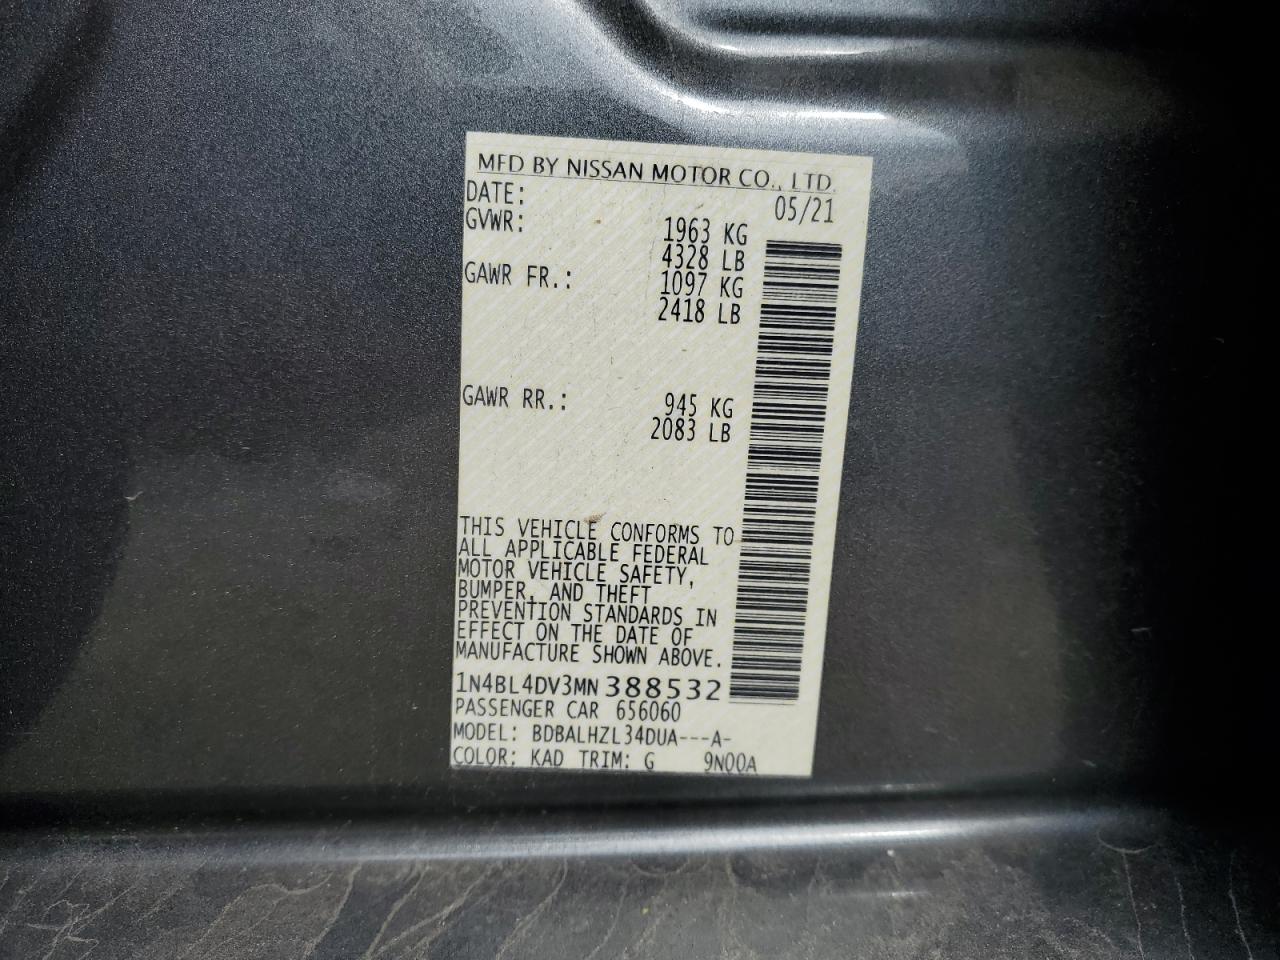 MFD BY NISSAN MOTOR CO., LTD.
DATE: 05/21
GVWR: 1963 KG
4328 LB
GAWR FR.: 1097 KG
2418 LB
GAWR RR.: 945 KG
2083 LB
THIS VEHICLE CONFORMS TO
ALL APPLICABLE FEDERAL
MOTOR VEHICLE SAFETY,
BUMPER, AND THEFT
PREVENTION STANDARDS IN
EFFECT ON THE DATE OF
MANUFACTURE SHOWN ABOVE.
1N4BL4DV3MN388532
PASSENGER CAR 656060
MODEL: BDBALHZL34DUA---A-
COLOR: KAD TRIM: G 9N00A